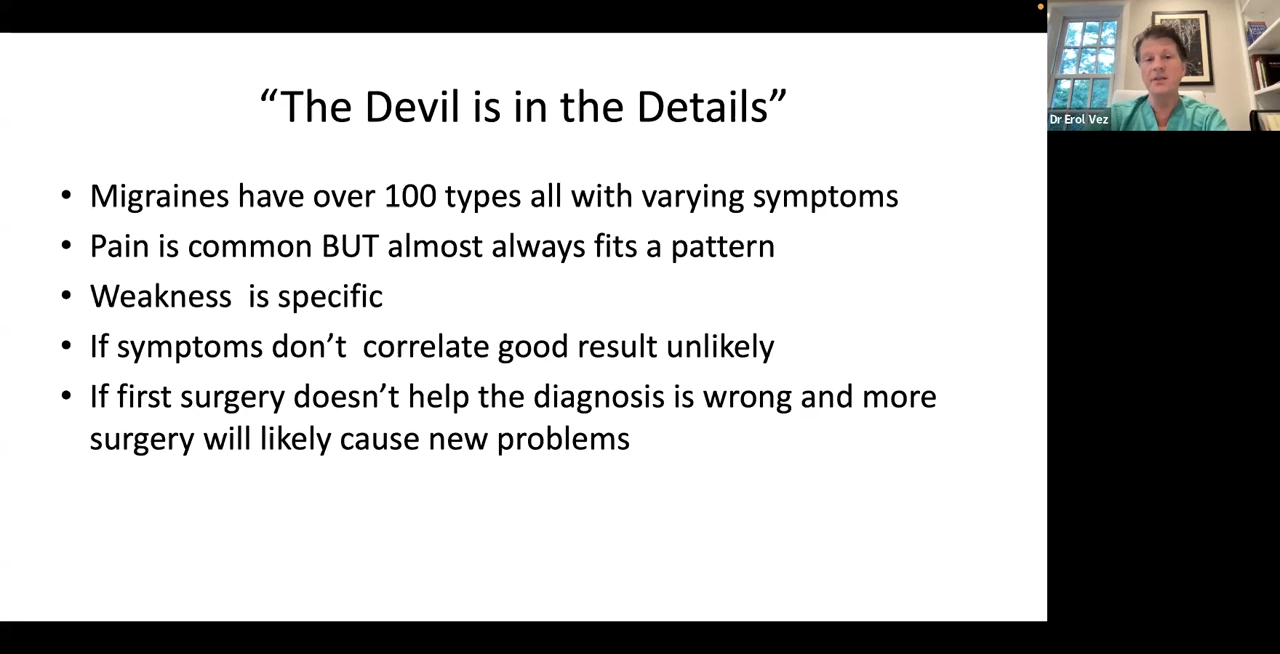 “The Devil is in the Details”
• Migraines have over 100 types all with varying symptoms
• Pain is common BUT almost always fits a pattern
• Weakness  is specific
• If symptoms don’t  correlate good result unlikely
• If first surgery doesn’t help the diagnosis is wrong and more
surgery will likely cause new problems
Dr Erol Vez